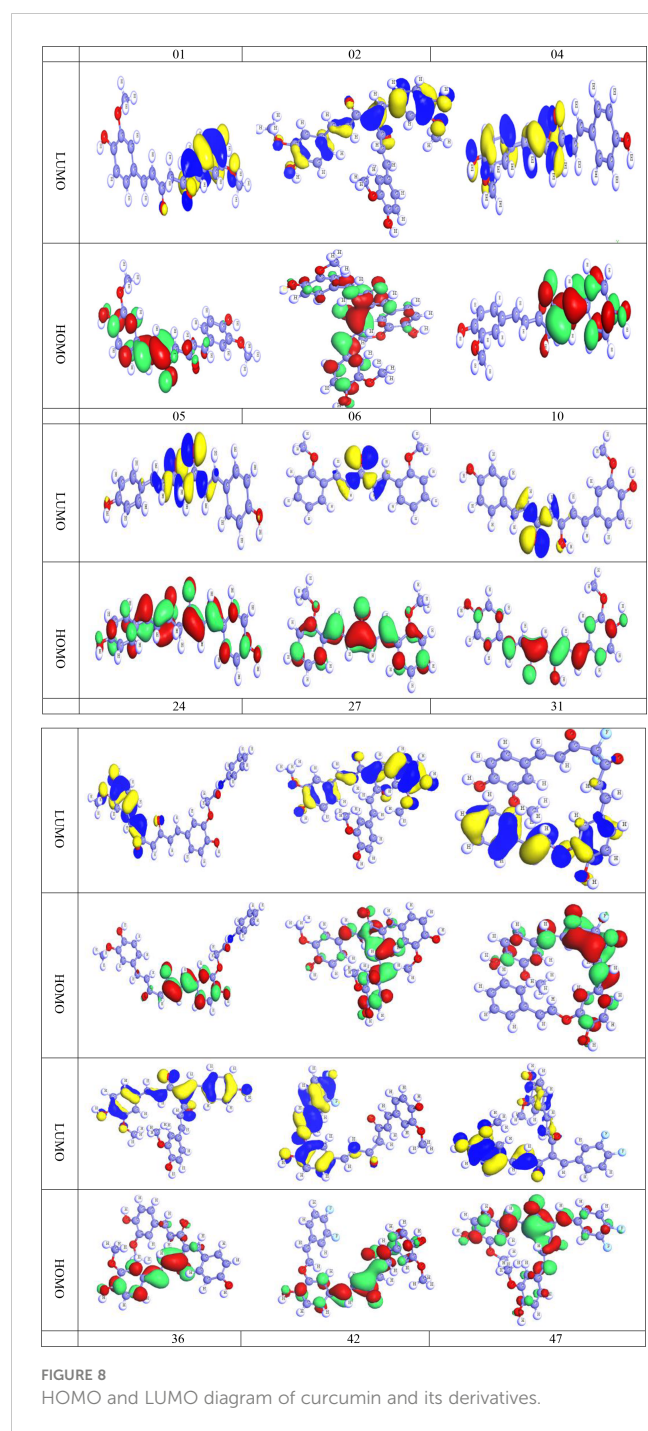 01 02 04
LUMO
HOMO
05 06 10
LUMO
HOMO
24 27 31
LUMO
HOMO
LUMO
HOMO
36 42 47
FIGURE 8
HOMO and LUMO diagram of curcumin and its derivatives.